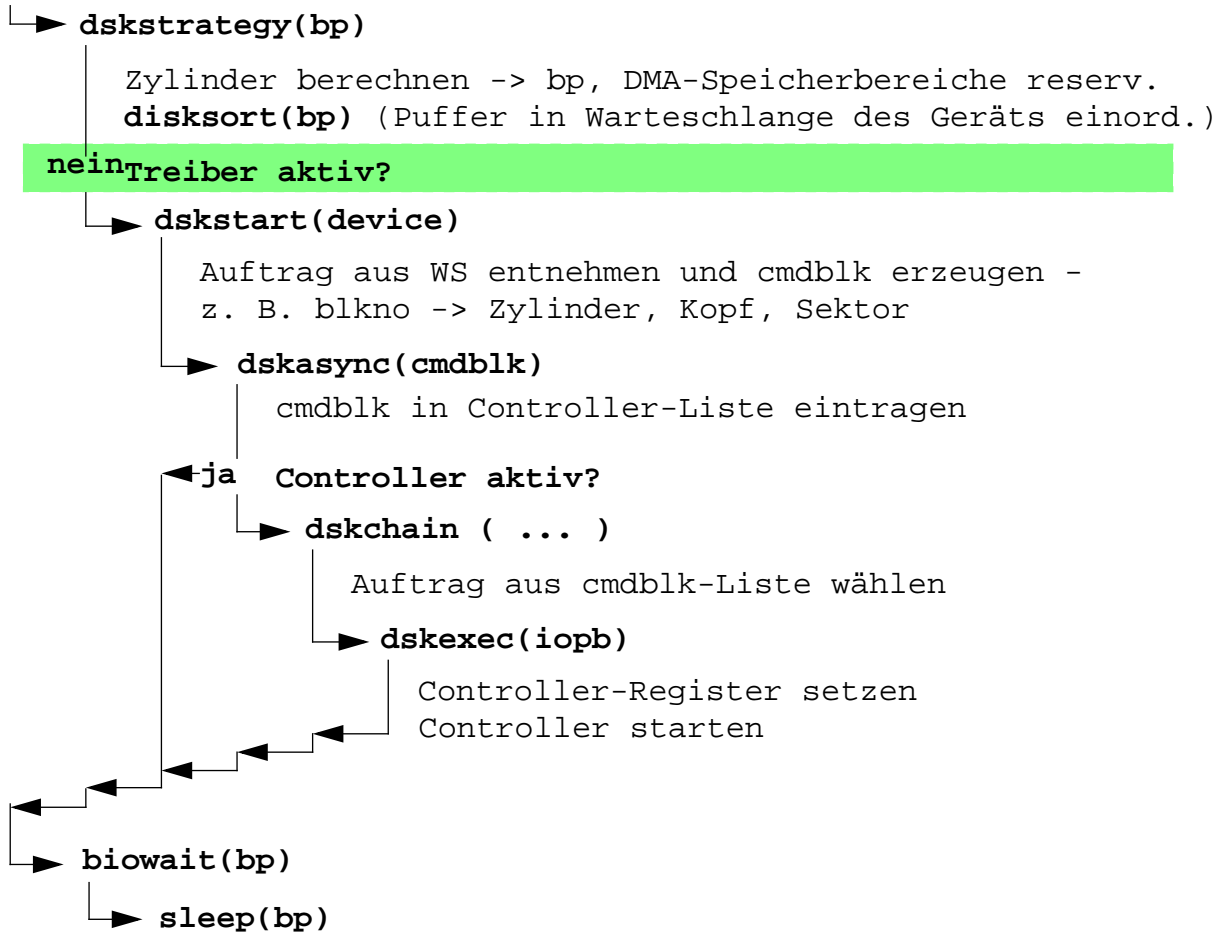 dskstrategy(bp)
Zylinder berechnen -> bp, DMA-Speicherbereiche reserv.
disksort(bp) (Puffer in Warteschlange des Geräts einord.)
nein Treiber aktiv?
dskstart(device)
Auftrag aus WS entnehmen und cmdblk erzeugen -
z. B. blkno -> Zylinder, Kopf, Sektor
dskasync(cmdblk)
cmdblk in Controller-Liste eintragen
ja Controller aktiv?
dskchain ( ... )
Auftrag aus cmdblk-Liste wählen
dskexec(iopb)
Controller-Register setzen
Controller starten
biowait(bp)
sleep(bp)